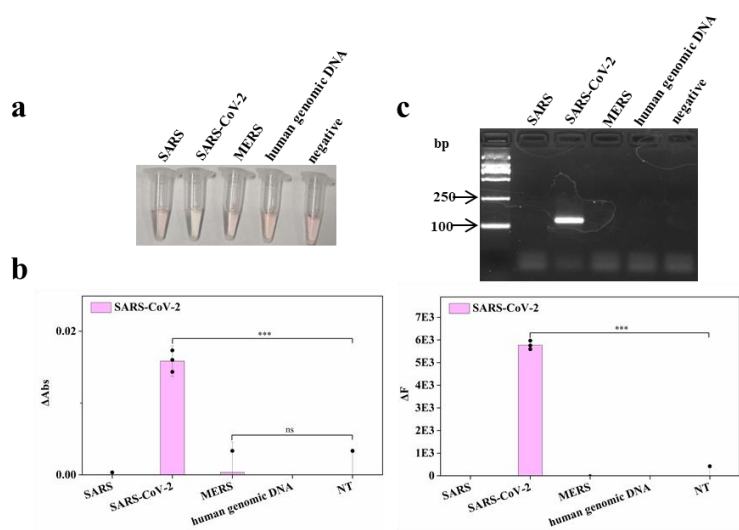 a
SARS
SARS-CoV-2
MERS
human genomic DNA
negative
c
SARS
SARS-CoV-2
MERS
human genomic DNA
negative
bp
250
100
b
SARS-CoV-2
***
ns
0.02
0.00
ΔAbs
SARS
SARS-CoV-2
MERS
human genomic DNA
NT
SARS-CoV-2
***
7E3
6E3
5E3
4E3
3E3
2E3
1E3
0
ΔF
SARS
SARS-CoV-2
MERS
human genomic DNA
NT